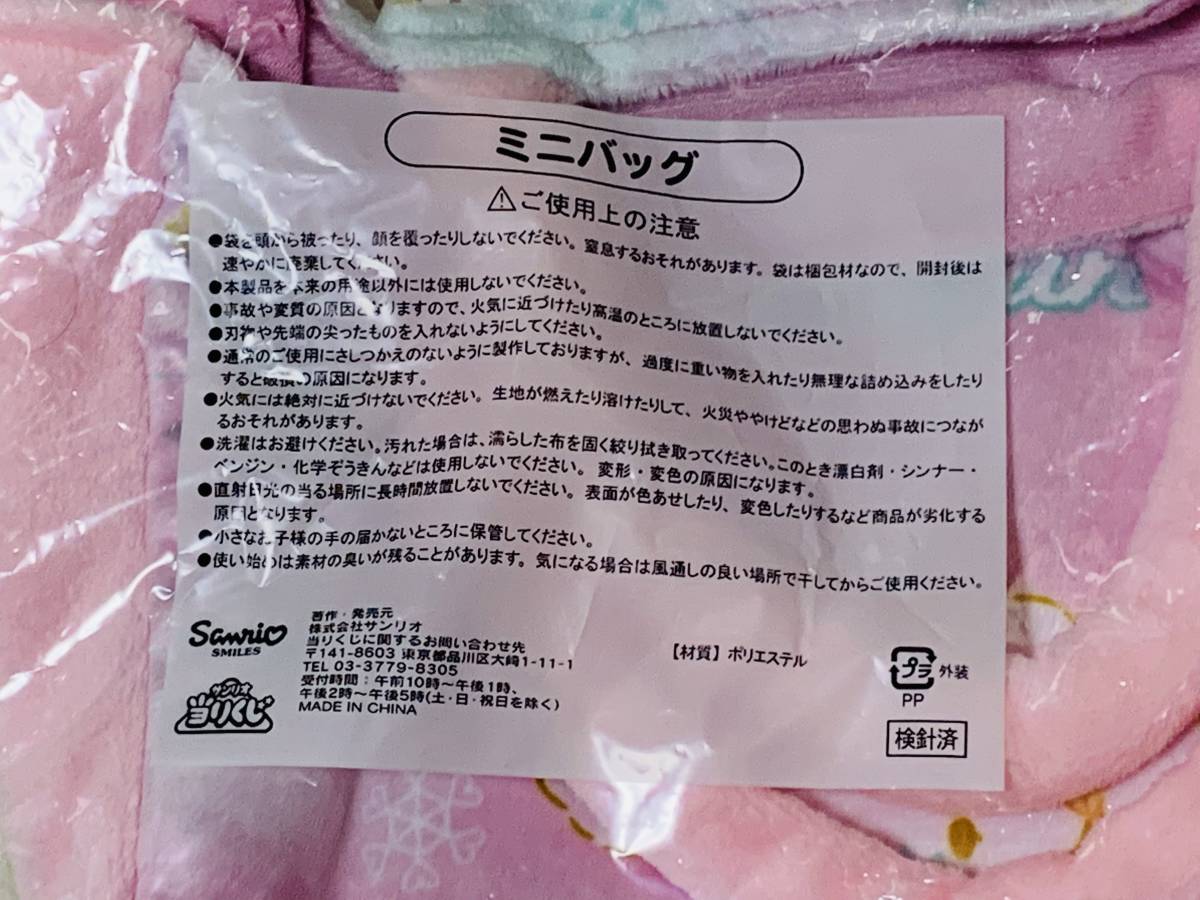 ミニバッグ
⚠ご使用上の注意
●袋を頭から被ったり、顔を覆ったりしないでください。窒息するおそれがあります。袋は梱包材なので、開封後は
速やかに廃棄してください。
●本製品を本来の用途以外には使用しないでください。
●事故や変質の原因となりますので、火気に近づけたり高温のところに放置しないでください。
●刃物や先端の尖ったものを入れないようにしてください。
●通常のご使用にさしつかえのないように製作しておりますが、過度に重い物を入れたり無理な詰め込みをしたり
すると破損の原因になります。
●火気には絶対に近づけないでください。生地が燃えたり溶けたりして、火災ややけどなどの思わぬ事故につなが
るおそれがあります。
●洗濯はお避けください。汚れた場合は、濡らした布を固く絞り拭き取ってください。このとき漂白剤・シンナー・
ベンジン・化学ぞうきんなどは使用しないでください。変形・変色の原因になります。
●直射日光の当る場所に長時間放置しないでください。表面が色あせしたり、変色したりするなど商品が劣化する
原因となります。
●小さなお子様の手の届かないところに保管してください。
●使い始めは素材の臭いが残ることがあります。気になる場合は風通しの良い場所で干してからご使用ください。
Sanrio
SMILES
サンリオ
当りくじ
著作・発売元
株式会社サンリオ
当りくじに関するお問い合わせ先
〒141-8603 東京都品川区大崎1-11-1
TEL 03-3779-8305
受付時間:午前10時〜午後1時、
午後2時〜午後5時(土・日・祝日を除く)
MADE IN CHINA
【材質】ポリエステル
プラ 外装
PP
検針済